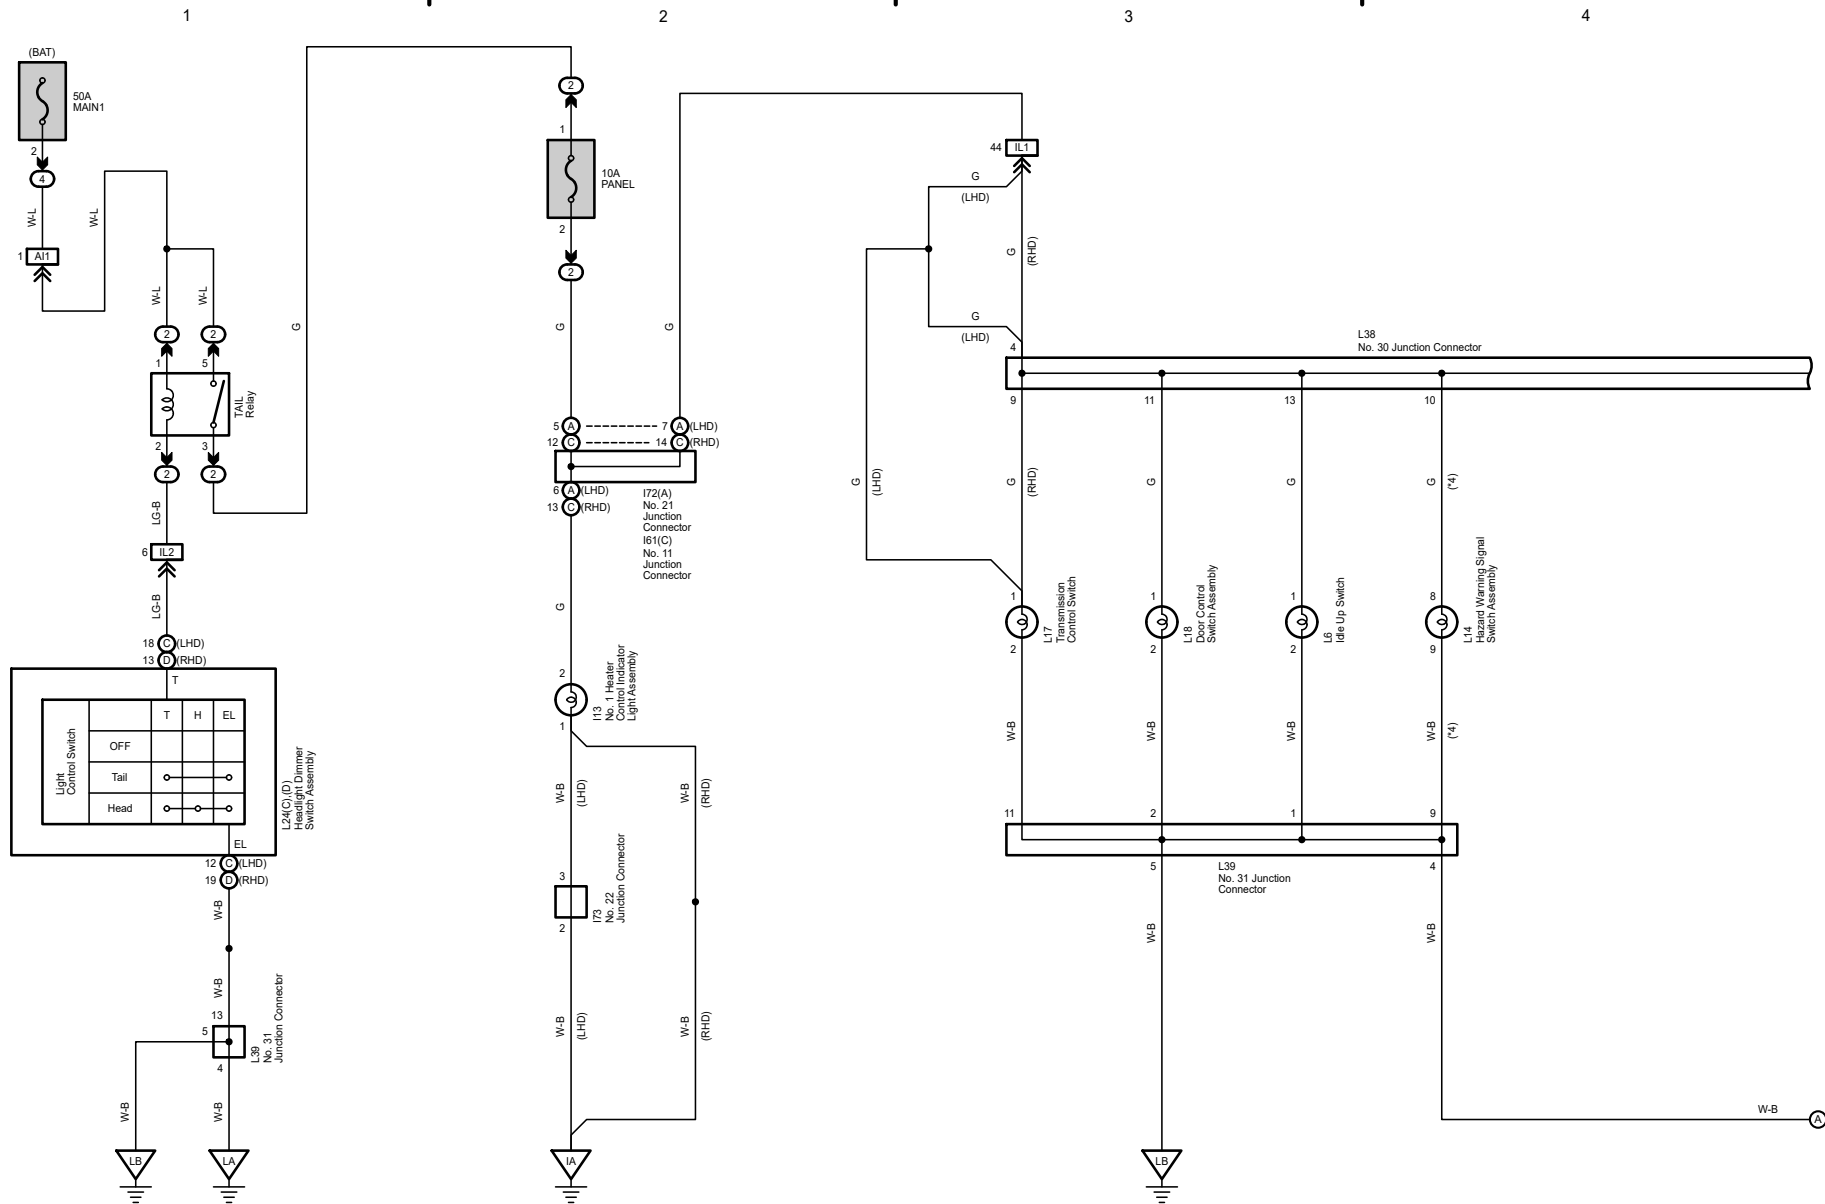 1
2
3
4
(BAT)
50A
MAIN1
2
4
W-L
W-L
1
AI1
W-L
W-L
2
2
1
5
TAIL
Relay
2
3
2
2
LG-B
6
IL2
LG-B
18
C
(LHD)
13
D
(RHD)
T
T
H
EL
Light
Control Switch
OFF
Tail
Head
L24(C),(D)
Headlight Dimmer
Switch Assembly
EL
12
C
(LHD)
19
D
(RHD)
W-B
W-B
13
5
4
L39
No. 31
Junction Connector
W-B
W-B
LB
LA
G
2
1
10A
PANEL
2
2
G
G
5
A
7
A
(LHD)
12
C
14
C
(RHD)
6
A
(LHD)
13
C
(RHD)
I72(A)
No. 21
Junction
Connector
I61(C)
No. 11
Junction
Connector
G
2
I13
No. 1 Heater
Control Indicator
Light Assembly
1
W-B
(LHD)
W-B
(RHD)
3
I73
No. 22
Junction Connector
2
W-B
(LHD)
W-B
(RHD)
IA
44
IL1
G
(LHD)
G
(RHD)
G
(LHD)
4
L38
No. 30 Junction Connector
9
11
13
10
G
(LHD)
G
(RHD)
G
G
G
(*4)
1
L17
Transmission
Control Switch
2
1
L18
Door Control
Switch Assembly
2
1
L6
Idle Up Switch
2
8
L14
Hazard Warning Signal
Switch Assembly
9
W-B
W-B
W-B
W-B
(*4)
11
2
1
9
5
L39
No. 31 Junction
Connector
4
W-B
W-B
W-B
A
LB